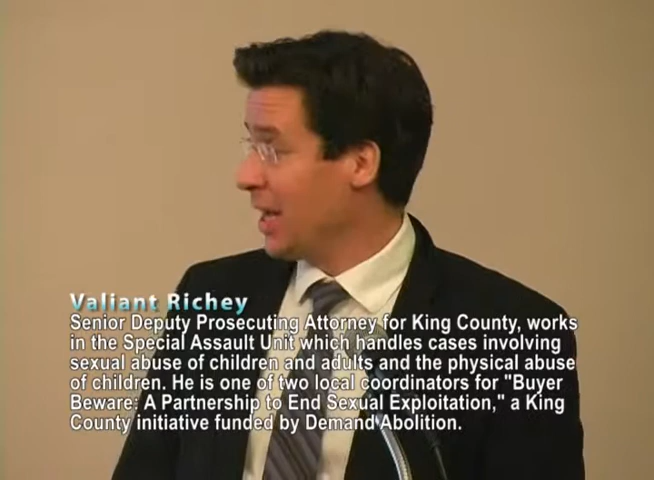 Valiant Richey
Senior Deputy Prosecuting Attorney for King County, works
in the Special Assault Unit which handles cases involving
sexual abuse of children and adults and the physical abuse
of children. He is one of two local coordinators for "Buyer
Beware: A Partnership to End Sexual Exploitation," a King
County initiative funded by Demand Abolition.